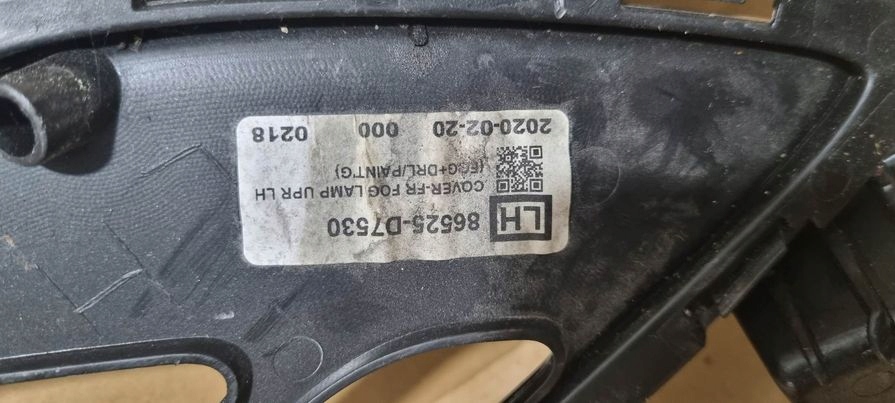 LH
86525-D7530
COVER-FR FOG LAMP UPR LH
(FOG+DRL/PAINT'G)
2020-02-20 000 0218